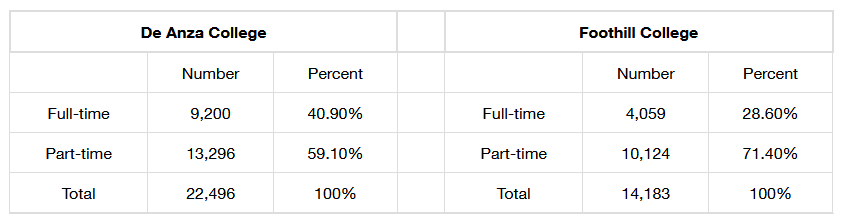 De Anza College Foothill College
Number Percent Number Percent
Full-time 9,200 40.90% Full-time 4,059 28.60%
Part-time 13,296 59.10% Part-time 10,124 71.40%
Total 22,496 100% Total 14,183 100%